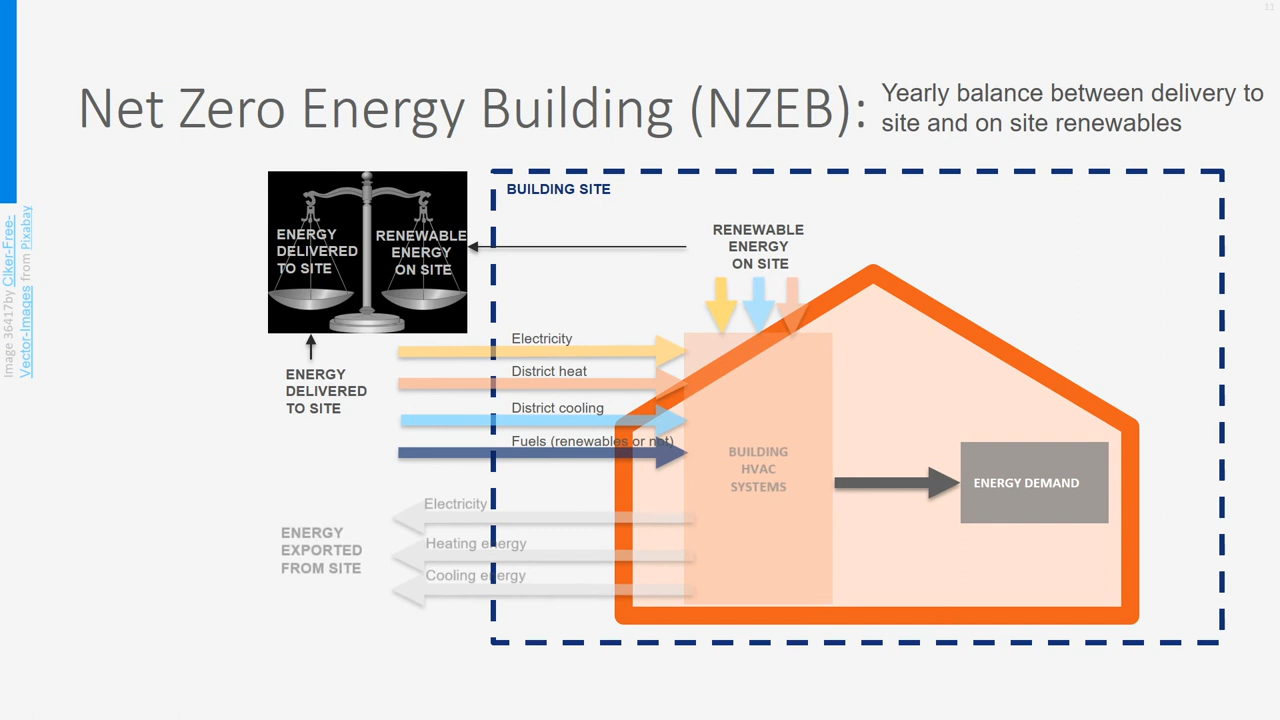 11
Net Zero Energy Building (NZEB):
Yearly balance between delivery to
site and on site renewables
Image 36417by Clker-Free-
Vector-Images from Pixabay
ENERGY
DELIVERED
TO SITE
RENEWABLE
ENERGY
ON SITE
BUILDING SITE
RENEWABLE
ENERGY
ON SITE
ENERGY
DELIVERED
TO SITE
Electricity
District heat
District cooling
Fuels (renewables or not)
BUILDING
HVAC
SYSTEMS
ENERGY DEMAND
ENERGY
EXPORTED
FROM SITE
Electricity
Heating energy
Cooling energy